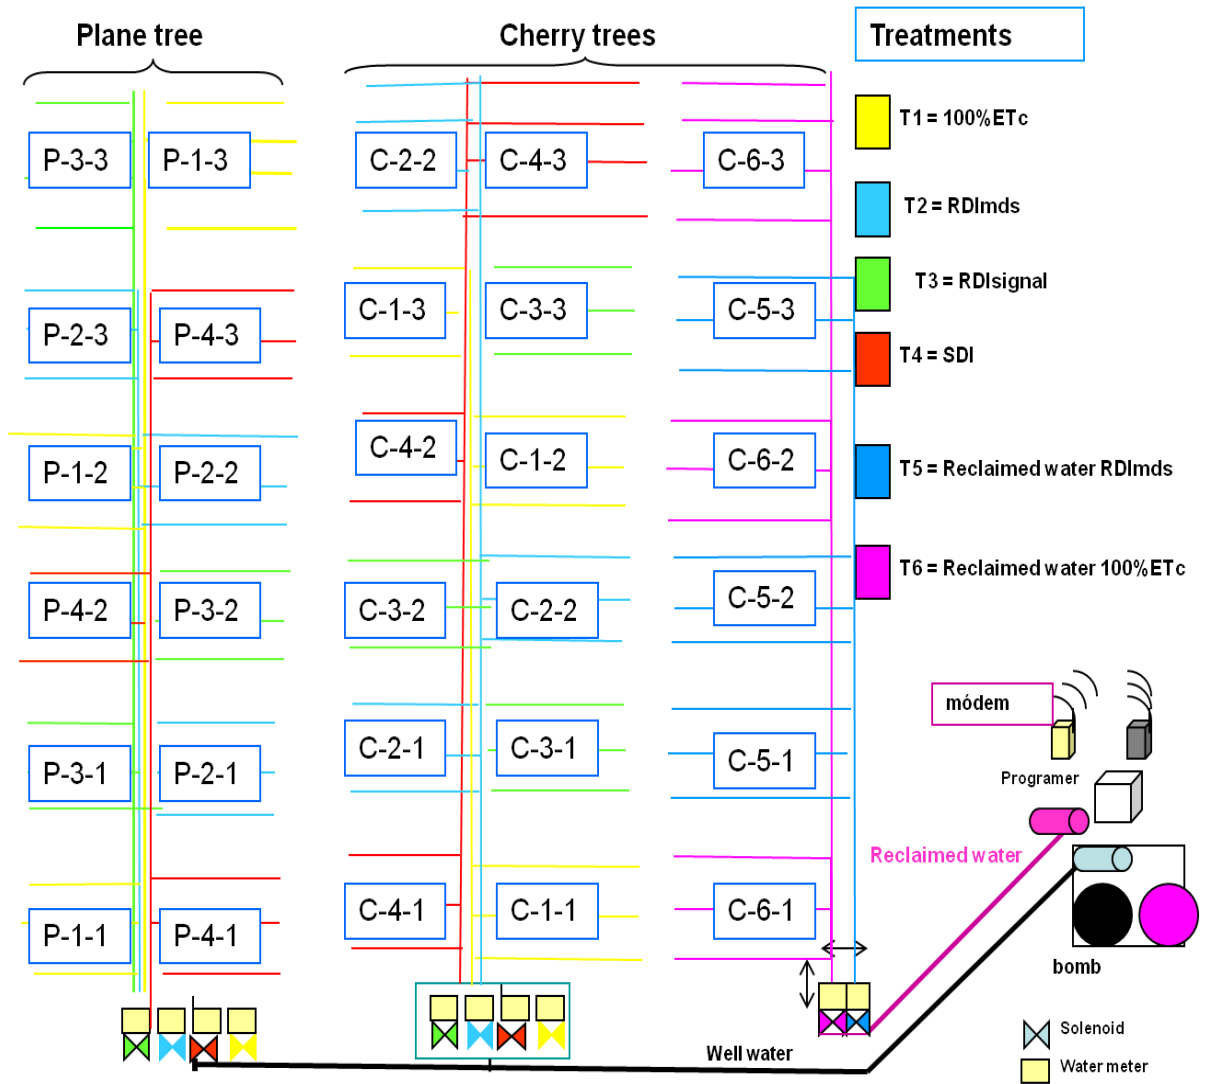 Plane tree
Cherry trees
Treatments
T1 = 100%ETc
T2 = RDImds
T3 = RDIsignal
T4 = SDI
T5 = Reclaimed water RDImds
T6 = Reclaimed water 100%ETc
P-3-3
P-1-3
C-2-2
C-4-3
C-6-3
P-2-3
P-4-3
C-1-3
C-3-3
C-5-3
P-1-2
P-2-2
C-4-2
C-1-2
C-6-2
P-4-2
P-3-2
C-3-2
C-2-2
C-5-2
P-3-1
P-2-1
C-2-1
C-3-1
C-5-1
P-1-1
P-4-1
C-4-1
C-1-1
C-6-1
módem
Programer
Reclaimed water
bomb
Well water
Solenoid
Water meter